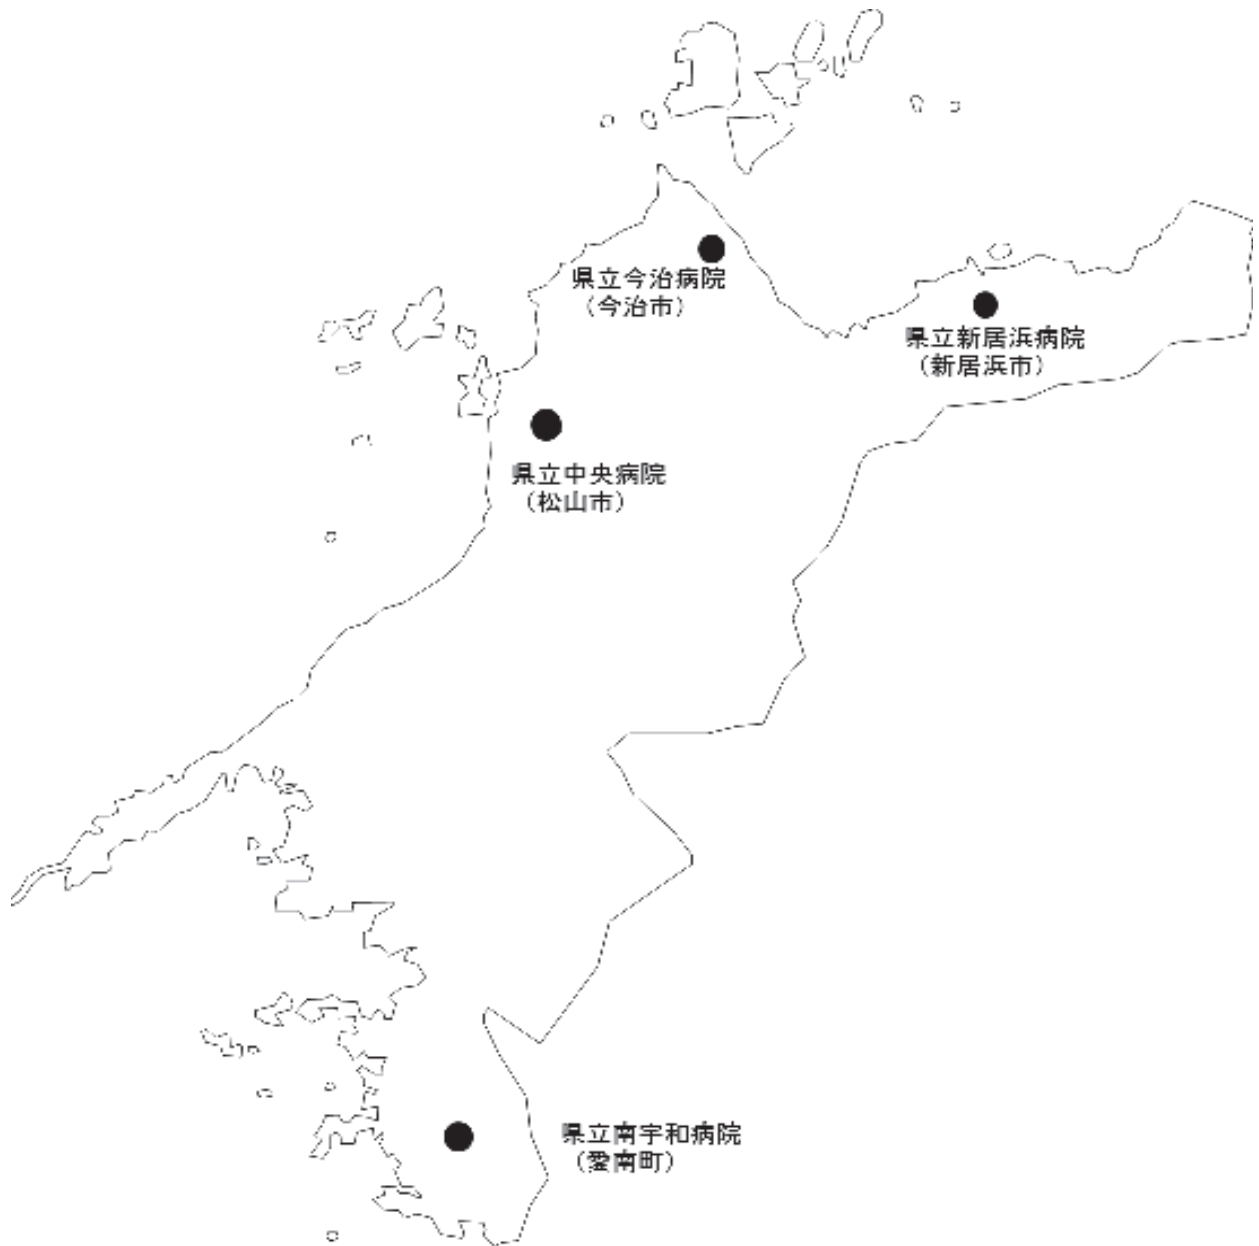 県立今治病院
（今治市）
県立新居浜病院
（新居浜市）
県立中央病院
（松山市）
県立南宇和病院
（愛南町）